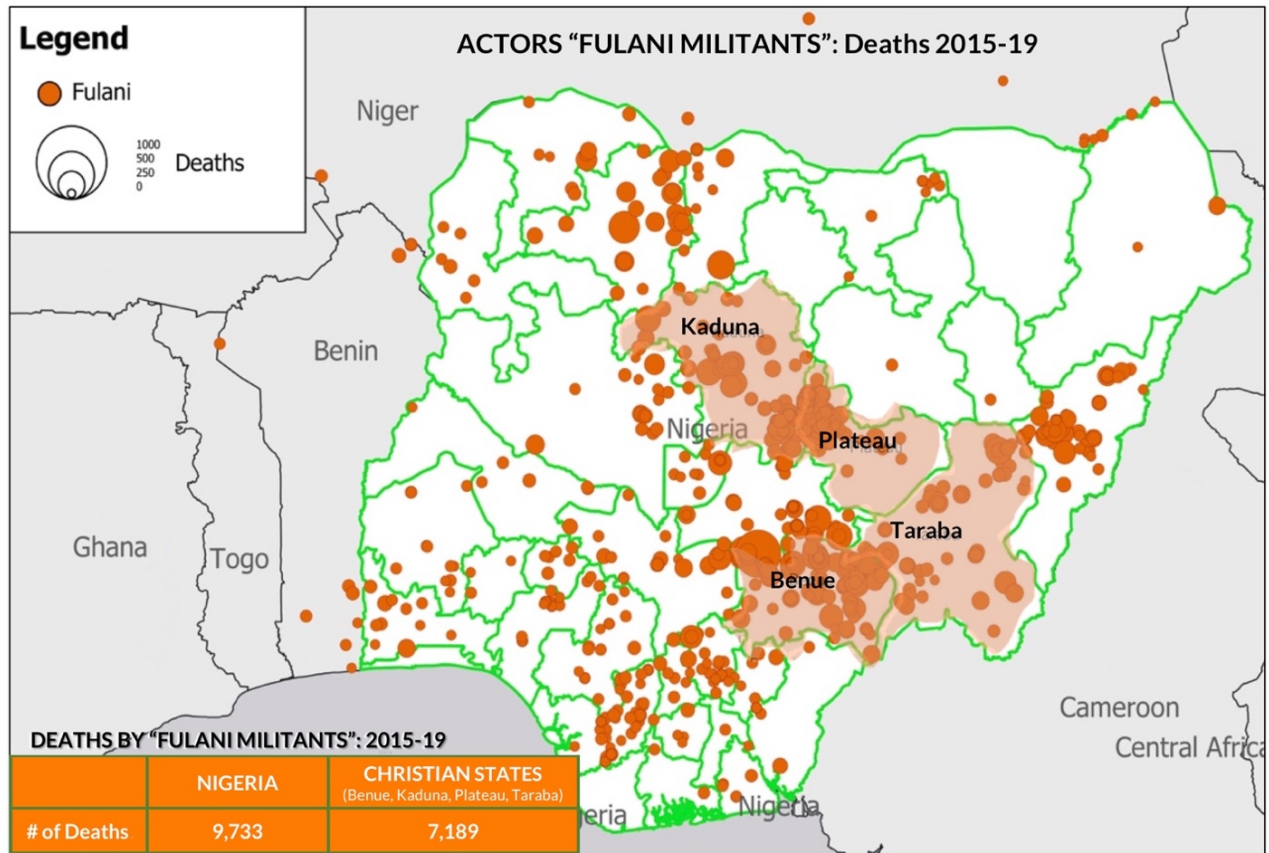 Legend
ACTORS “FULANI MILITANTS”: Deaths 2015-19
Fulani
1000
500
250
0
Deaths
Niger
Benin
Kaduna
Nigeria
Plateau
Taraba
Ghana
Togo
Benue
Cameroon
Central Africa
DEATHS BY “FULANI MILITANTS”: 2015-19
NIGERIA
CHRISTIAN STATES
(Benue, Kaduna, Plateau, Taraba)
# of Deaths
9,733
7,189
eria
Nigeria